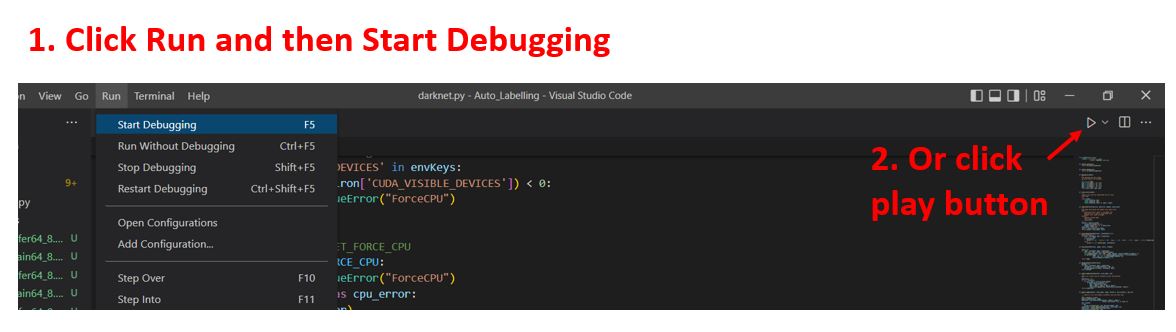 1. Click Run and then Start Debugging
View Go Run Terminal Help darknet.py - Auto_Labelling - Visual Studio Code
Start Debugging F5
Run Without Debugging Ctrl+F5
DEVICES' in envKeys:
2. Or click
Stop Debugging Shift+F5
9+
iron['CUDA_VISIBLE_DEVICES']) < 0:
Restart Debugging Ctrl+Shift+F5
ueError("ForceCPU")
play button
py
Open Configurations
fer64_8.... U
Add Configuration...
ET_FORCE_CPU
ain64_8.... U
RCE_CPU:
fer64_8.... U
Step Over F10
ueError("ForceCPU")
ain64_8.... U
Step Into F11
as cpu_error: